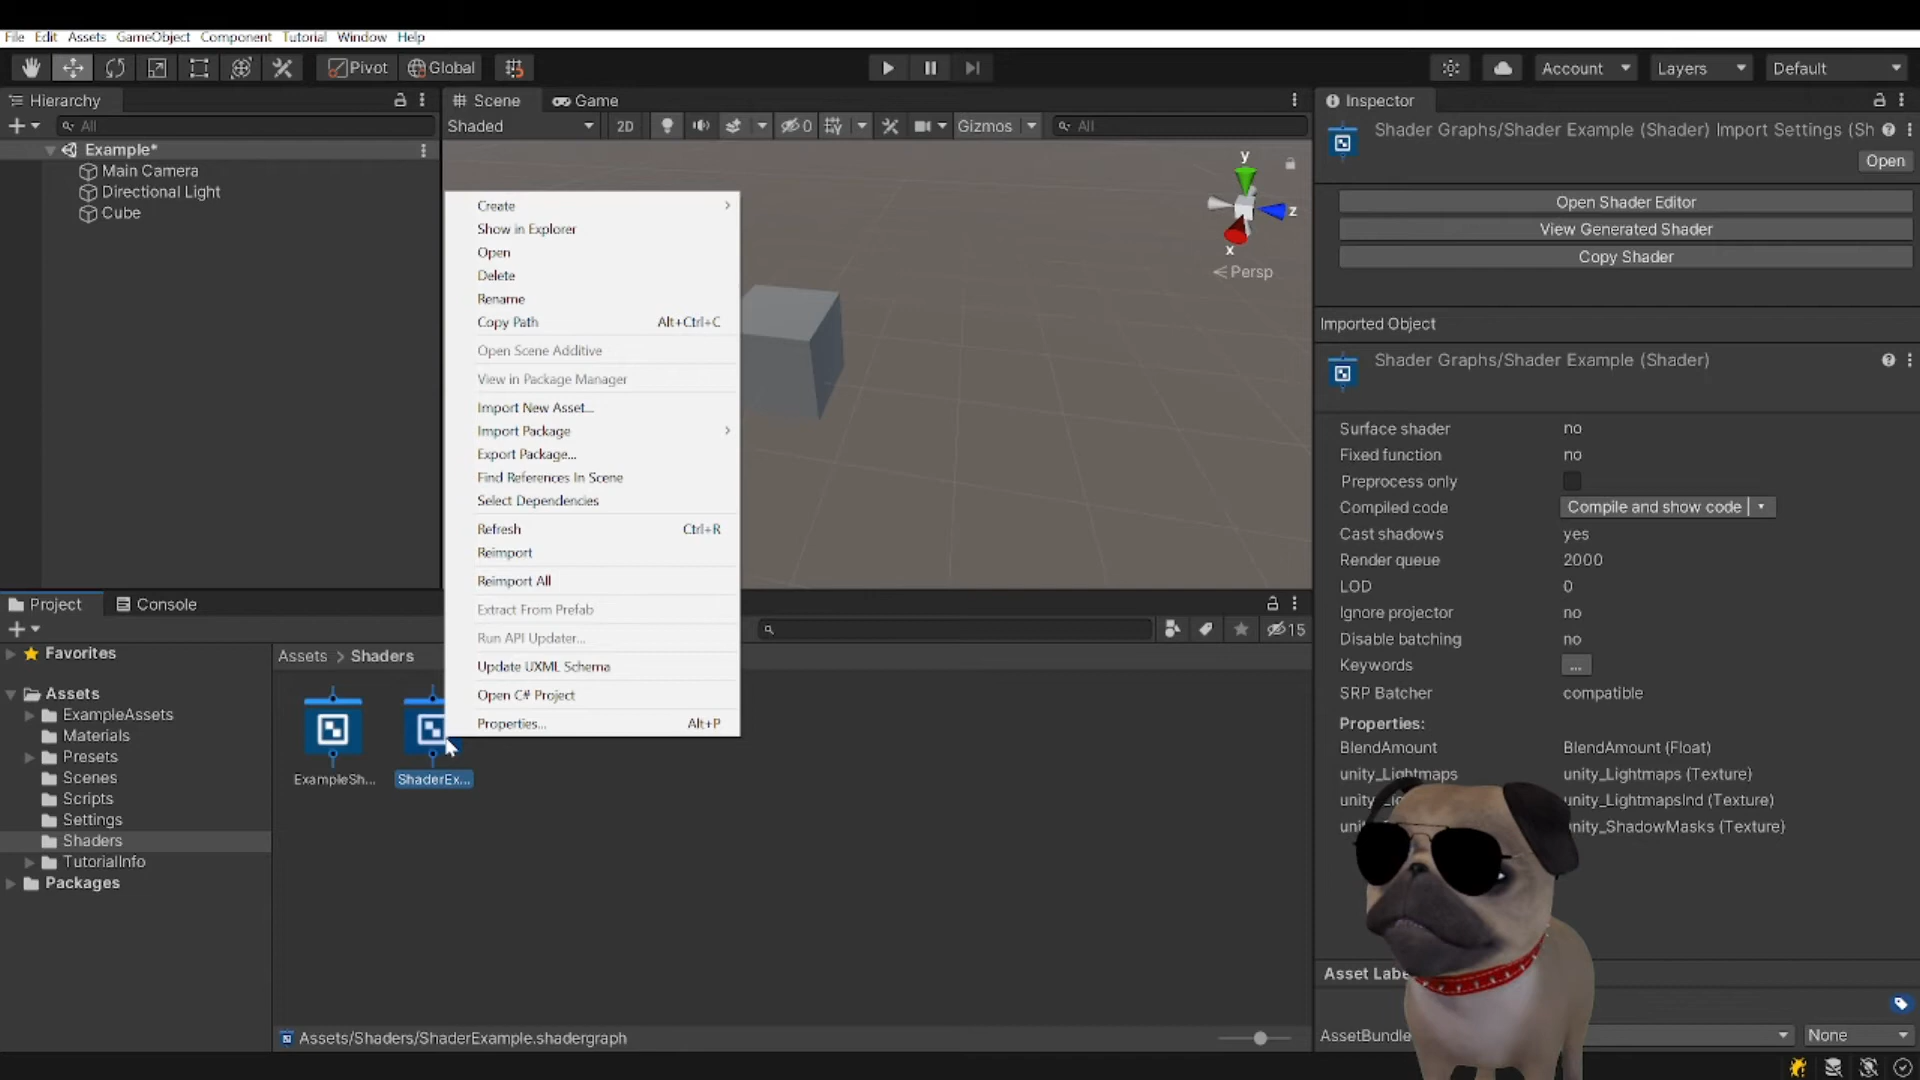 File Edit Assets GameObject Component Tutorial Window Help
Pivot Global Account Layers Default
Hierarchy
All
Example*
Main Camera
Directional Light
Cube
Scene Game
Shaded 2D 0 Gizmos All
y
z
x
Persp
Create
Show in Explorer
Open
Delete
Rename
Copy Path Alt+Ctrl+C
Open Scene Additive
View in Package Manager
Import New Asset...
Import Package
Export Package...
Find References In Scene
Select Dependencies
Refresh Ctrl+R
Reimport
Reimport All
Extract From Prefab
Run API Updater...
Update UXML Schema
Open C# Project
Properties... Alt+P
Project Console
15
Favorites
Assets
ExampleAssets
Materials
Presets
Scenes
Scripts
Settings
Shaders
TutorialInfo
Packages
Assets > Shaders
ExampleSh...
ShaderEx...
Assets/Shaders/ShaderExample.shadergraph
Inspector
Shader Graphs/Shader Example (Shader) Import Settings (Sh
Open
Open Shader Editor
View Generated Shader
Copy Shader
Imported Object
Shader Graphs/Shader Example (Shader)
Surface shader no
Fixed function no
Preprocess only
Compiled code Compile and show code
Cast shadows yes
Render queue 2000
LOD 0
Ignore projector no
Disable batching no
Keywords ...
SRP Batcher compatible
Properties:
BlendAmount BlendAmount (Float)
unity_Lightmaps unity_Lightmaps (Texture)
unity_LightmapsInd (Texture)
unity_ShadowMasks (Texture)
Asset Labe
AssetBundle None